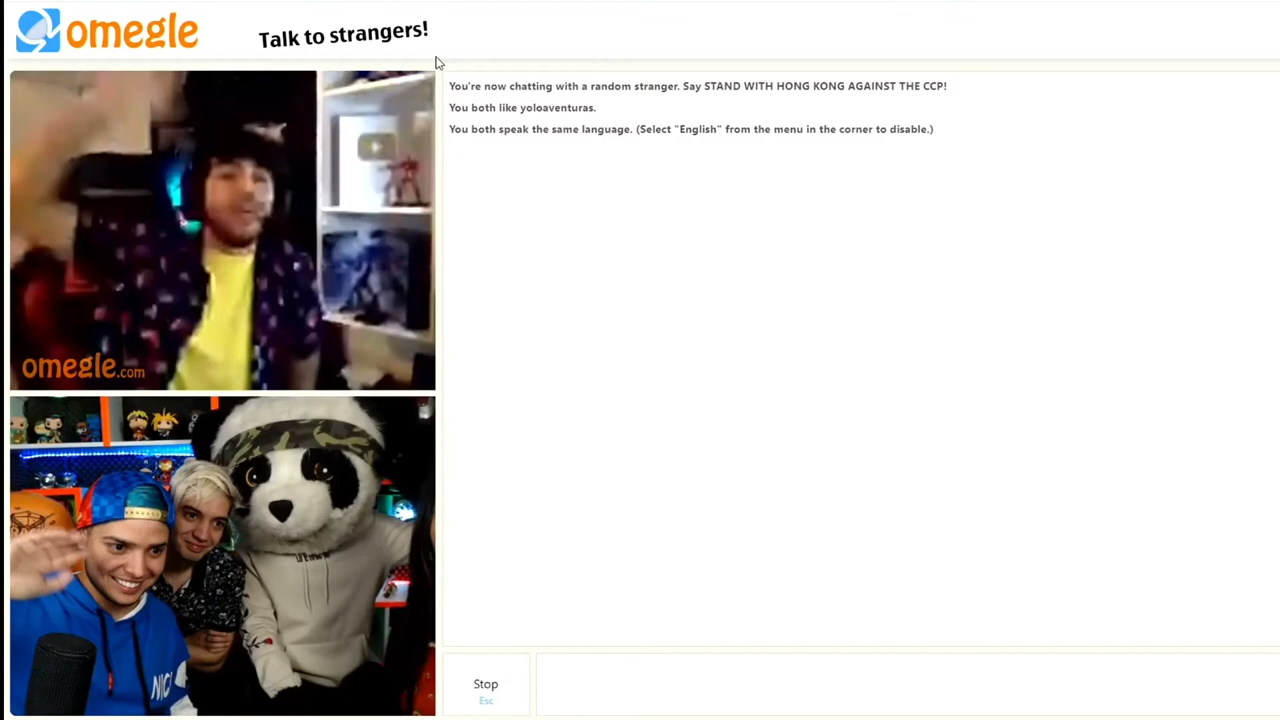 omegle
Talk to strangers!
You're now chatting with a random stranger. Say STAND WITH HONG KONG AGAINST THE CCP!
You both like yoloaventuras.
You both speak the same language. (Select "English" from the menu in the corner to disable.)
omegle.com
NIC
Stop
Esc